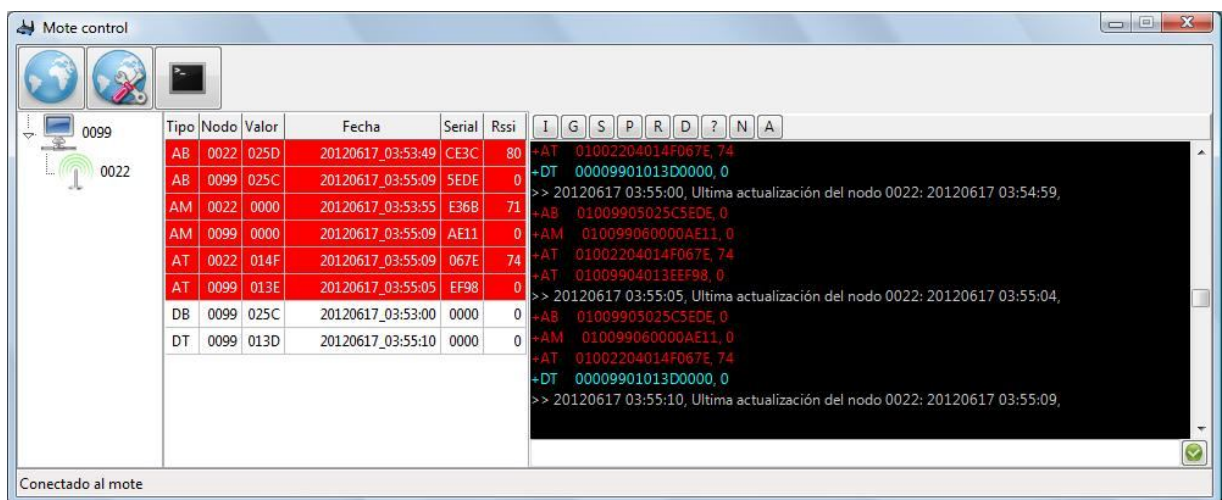 Mote control
0099
0022
Tipo Nodo Valor Fecha Serial Rssi
AB 0022 025D 20120617_03:53:49 CE3C 80
AB 0099 025C 20120617_03:55:09 5EDE 0
AM 0022 0000 20120617_03:53:55 E36B 71
AM 0099 0000 20120617_03:55:09 AE11 0
AT 0022 014F 20120617_03:55:09 067E 74
AT 0099 013E 20120617_03:55:05 EF98 0
DB 0099 025C 20120617_03:53:00 0000 0
DT 0099 013D 20120617_03:55:10 0000 0
I G S P R D ? N A
+AT 01002204014F067E, 74
+DT 00009901013D0000, 0
>> 20120617 03:55:00, Ultima actualización del nodo 0022: 20120617 03:54:59,
+AB 01009905025C5EDE, 0
+AM 010099060000AE11, 0
+AT 01002204014F067E, 74
+AT 01009904013EEF98, 0
>> 20120617 03:55:05, Ultima actualización del nodo 0022: 20120617 03:55:04,
+AB 01009905025C5EDE, 0
+AM 010099060000AE11, 0
+AT 01002204014F067E, 74
+DT 00009901013D0000, 0
>> 20120617 03:55:10, Ultima actualización del nodo 0022: 20120617 03:55:09,
Conectado al mote